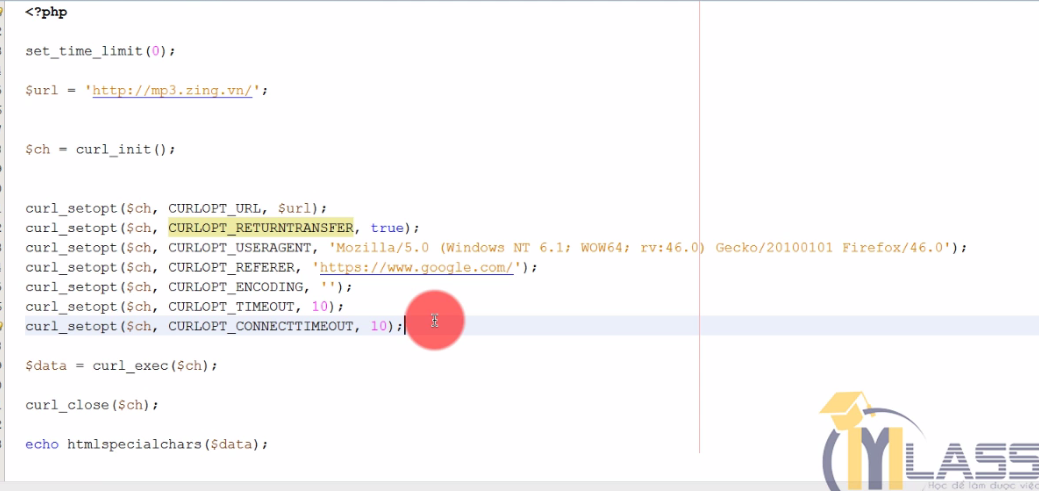 <?php
set_time_limit(0);
$url = 'http://mp3.zing.vn/';
$ch = curl_init();
curl_setopt($ch, CURLOPT_URL, $url);
curl_setopt($ch, CURLOPT_RETURNTRANSFER, true);
curl_setopt($ch, CURLOPT_USERAGENT, 'Mozilla/5.0 (Windows NT 6.1; WOW64; rv:46.0) Gecko/20100101 Firefox/46.0');
curl_setopt($ch, CURLOPT_REFERER, 'https://www.google.com/');
curl_setopt($ch, CURLOPT_ENCODING, '');
curl_setopt($ch, CURLOPT_TIMEOUT, 10);
curl_setopt($ch, CURLOPT_CONNECTTIMEOUT, 10);
$data = curl_exec($ch);
curl_close($ch);
echo htmlspecialchars($data);
YLASS
Học để làm được việc